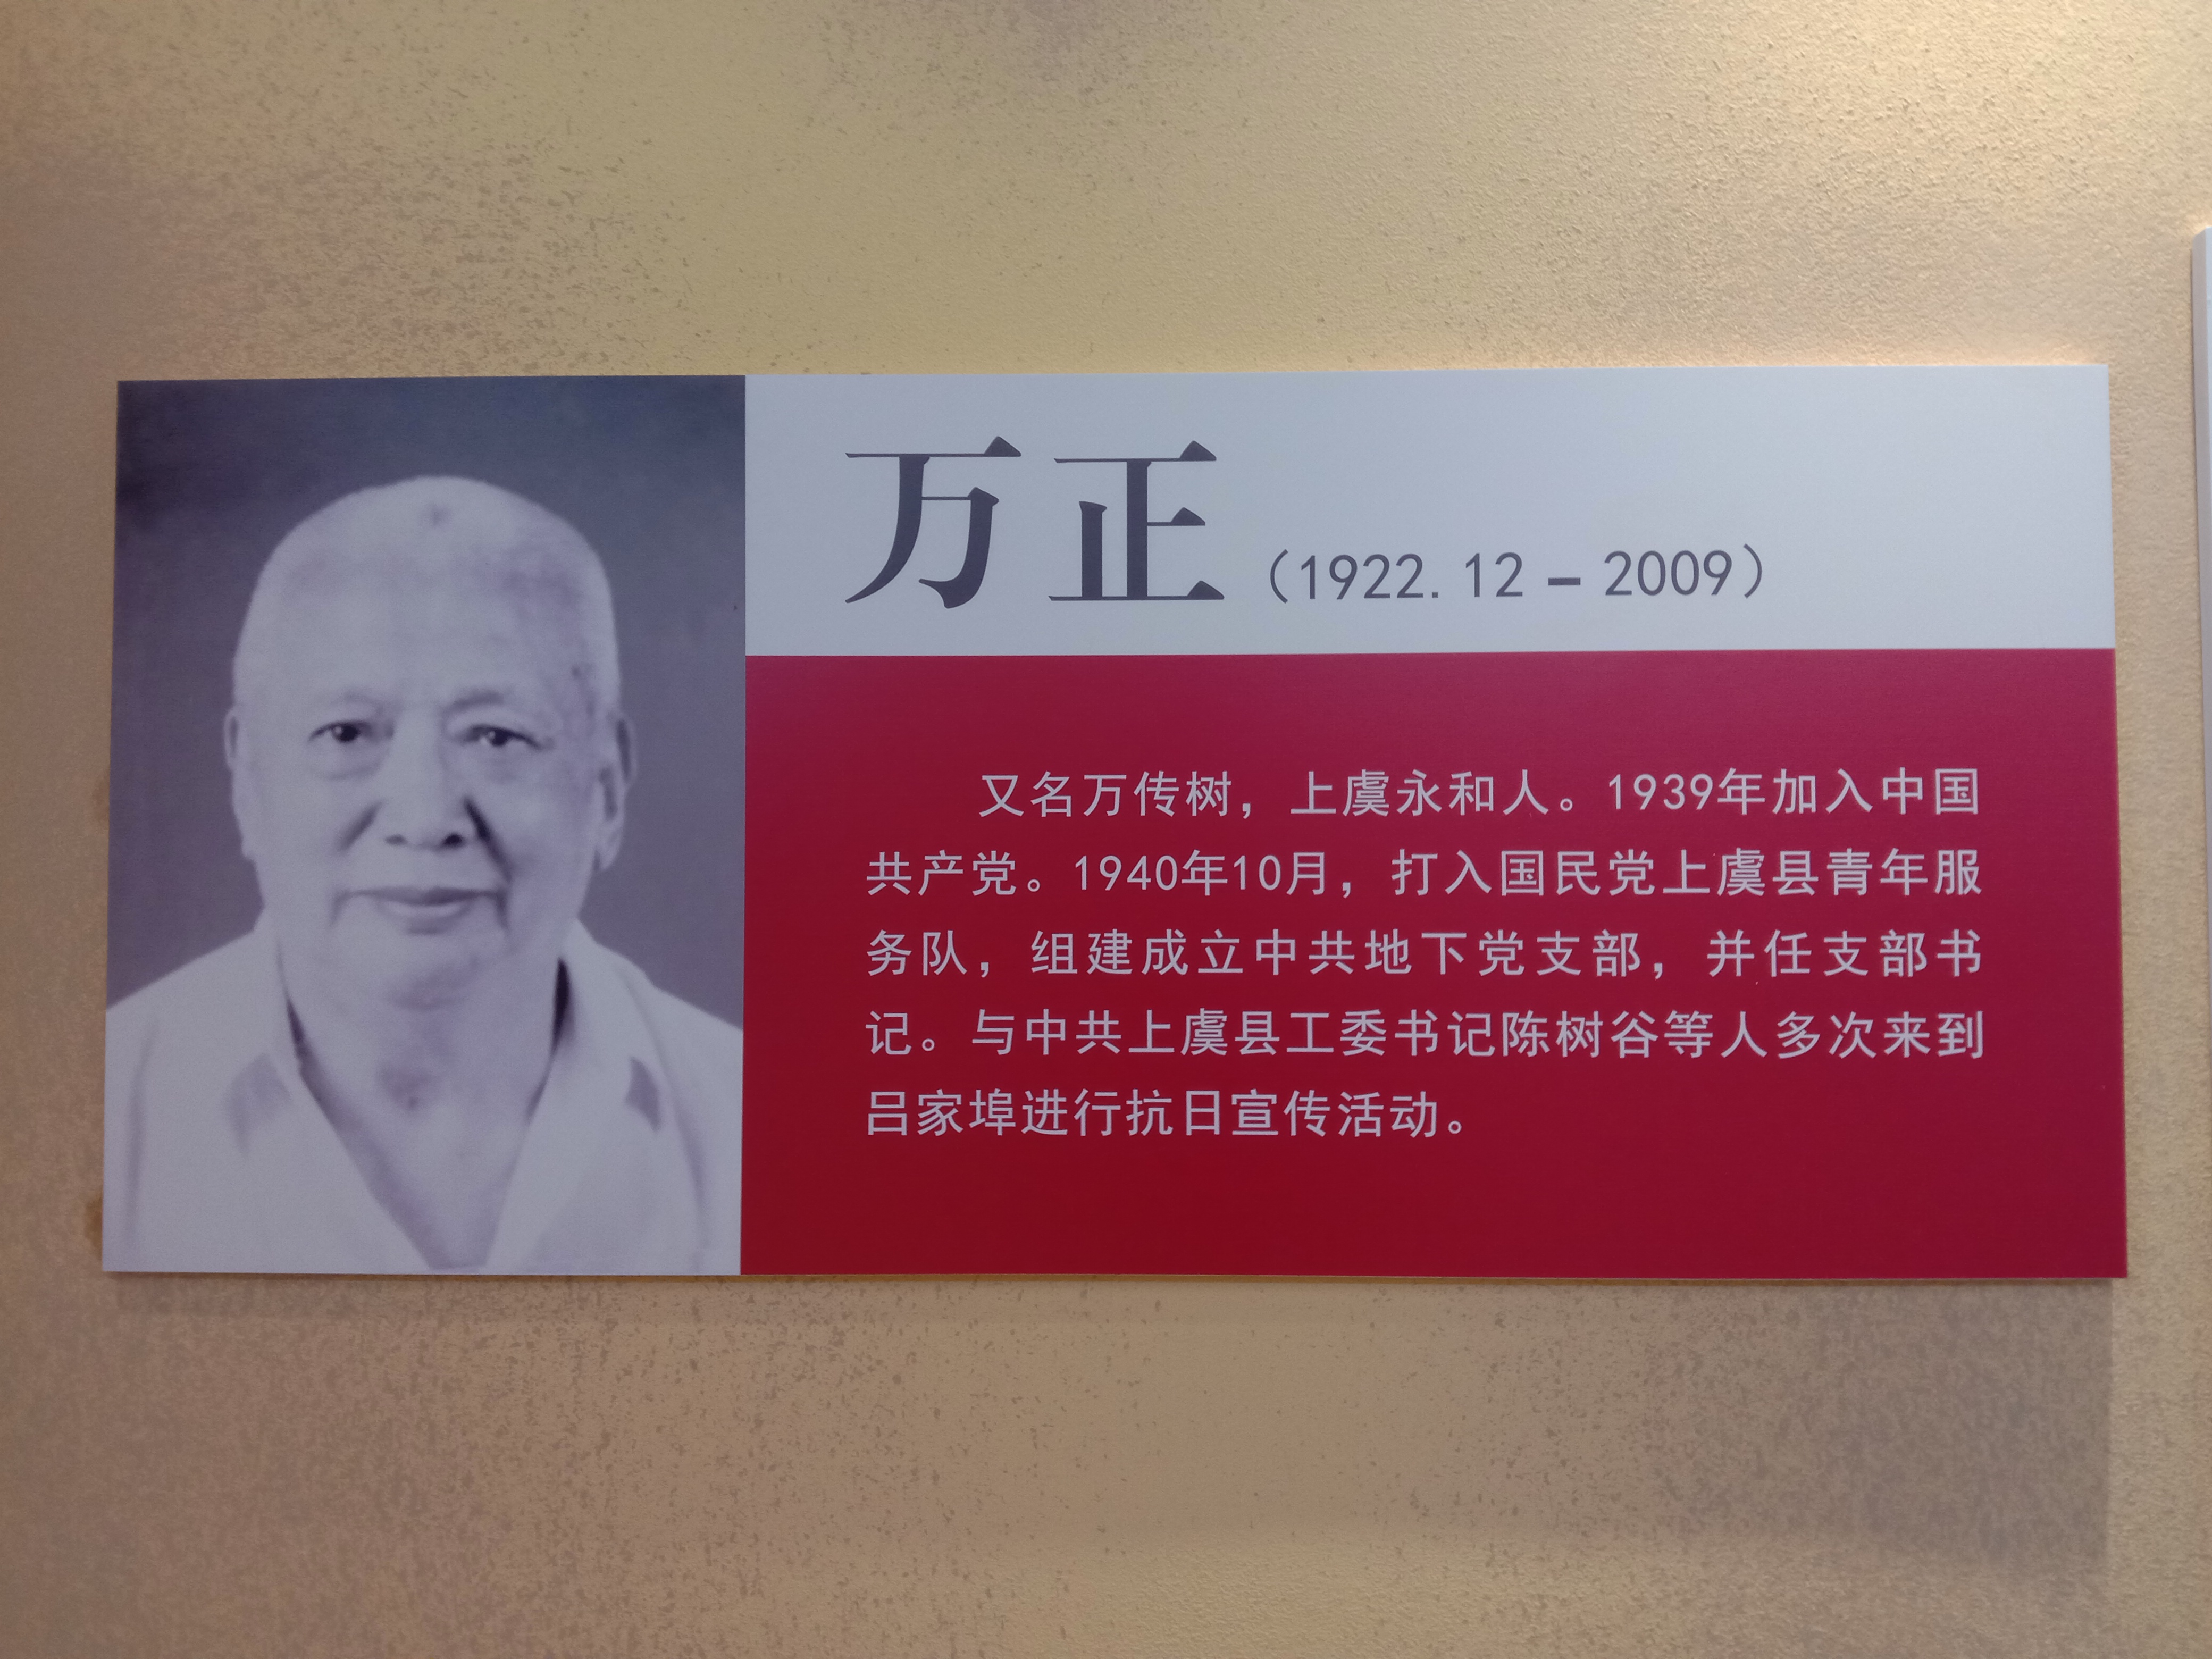 万正（1922.12－2009）
又名万传树，上虞永和人。1939年加入中国
共产党。1940年10月，打入国民党上虞县青年服
务队，组建成立中共地下党支部，并任支部书
记。与中共上虞县工委书记陈树谷等人多次来到
吕家埠进行抗日宣传活动。